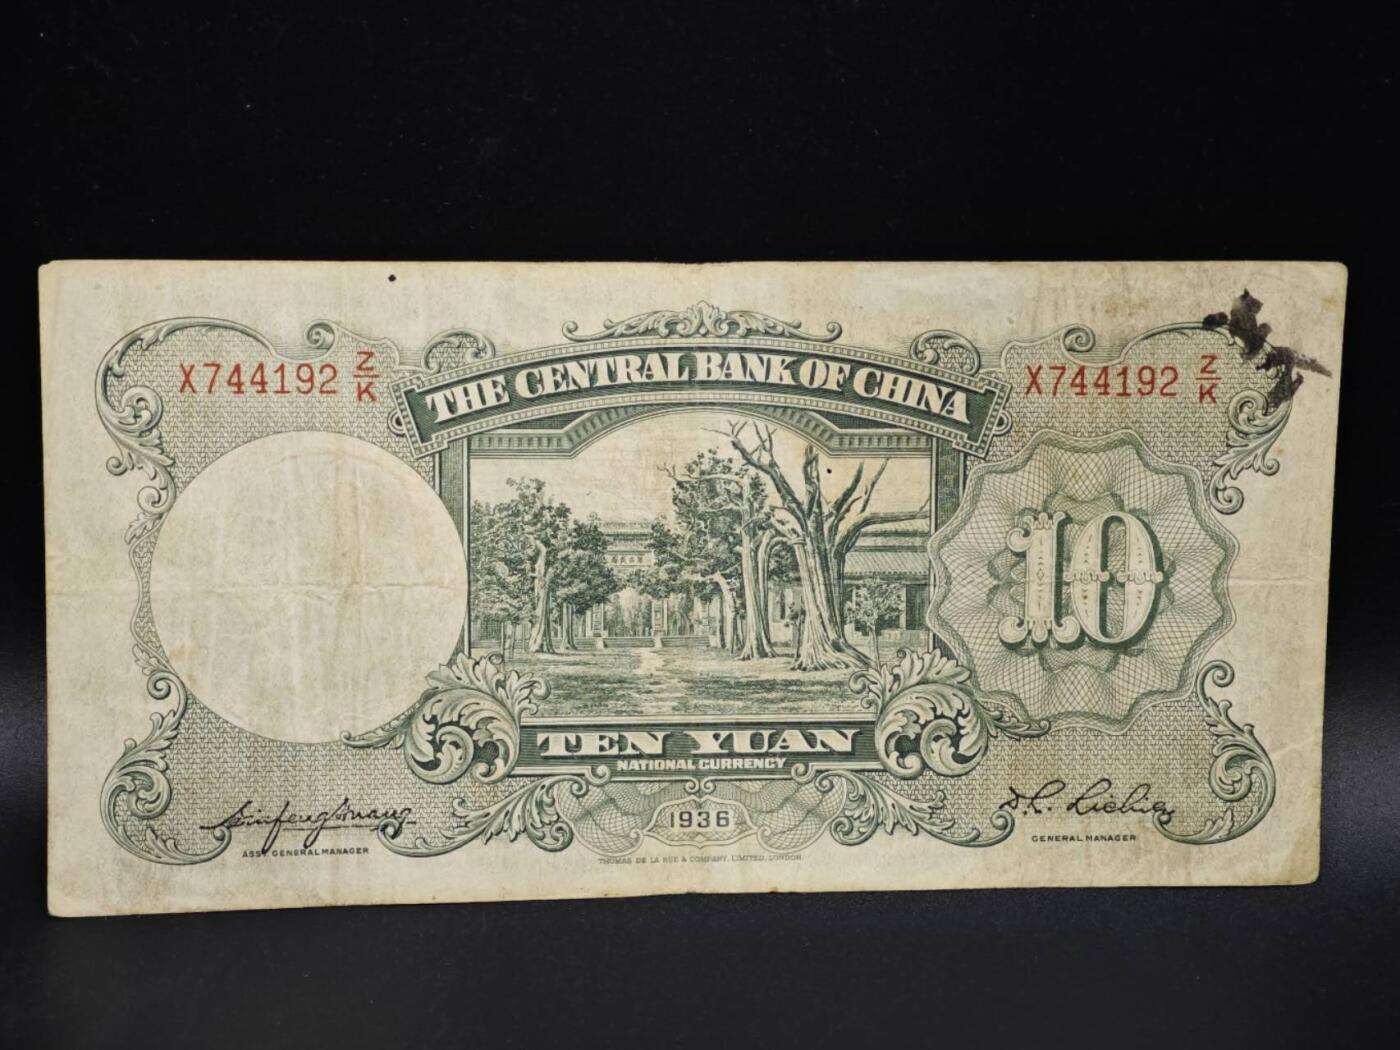 X744192 Z/K
X744192 Z/K
THE CENTRAL BANK OF CHINA
10
TEN YUAN
NATIONAL CURRENCY
1936
ASST. GENERAL MANAGER
GENERAL MANAGER
THOMAS DE LA RUE & COMPANY, LIMITED, LONDON.